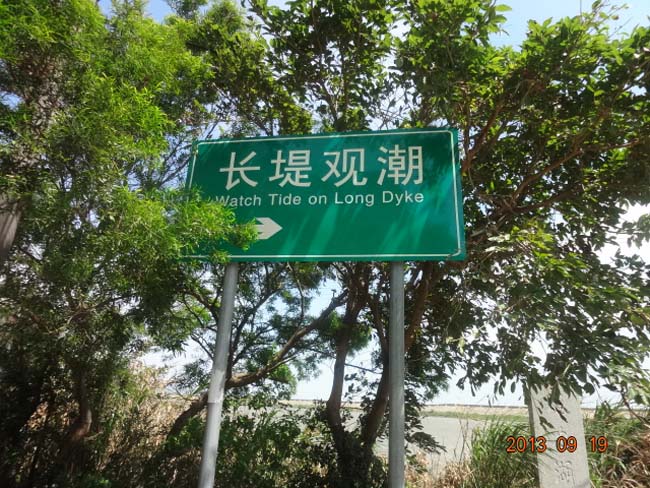 长堤观潮
Watch Tide on Long Dyke
2013 09 19